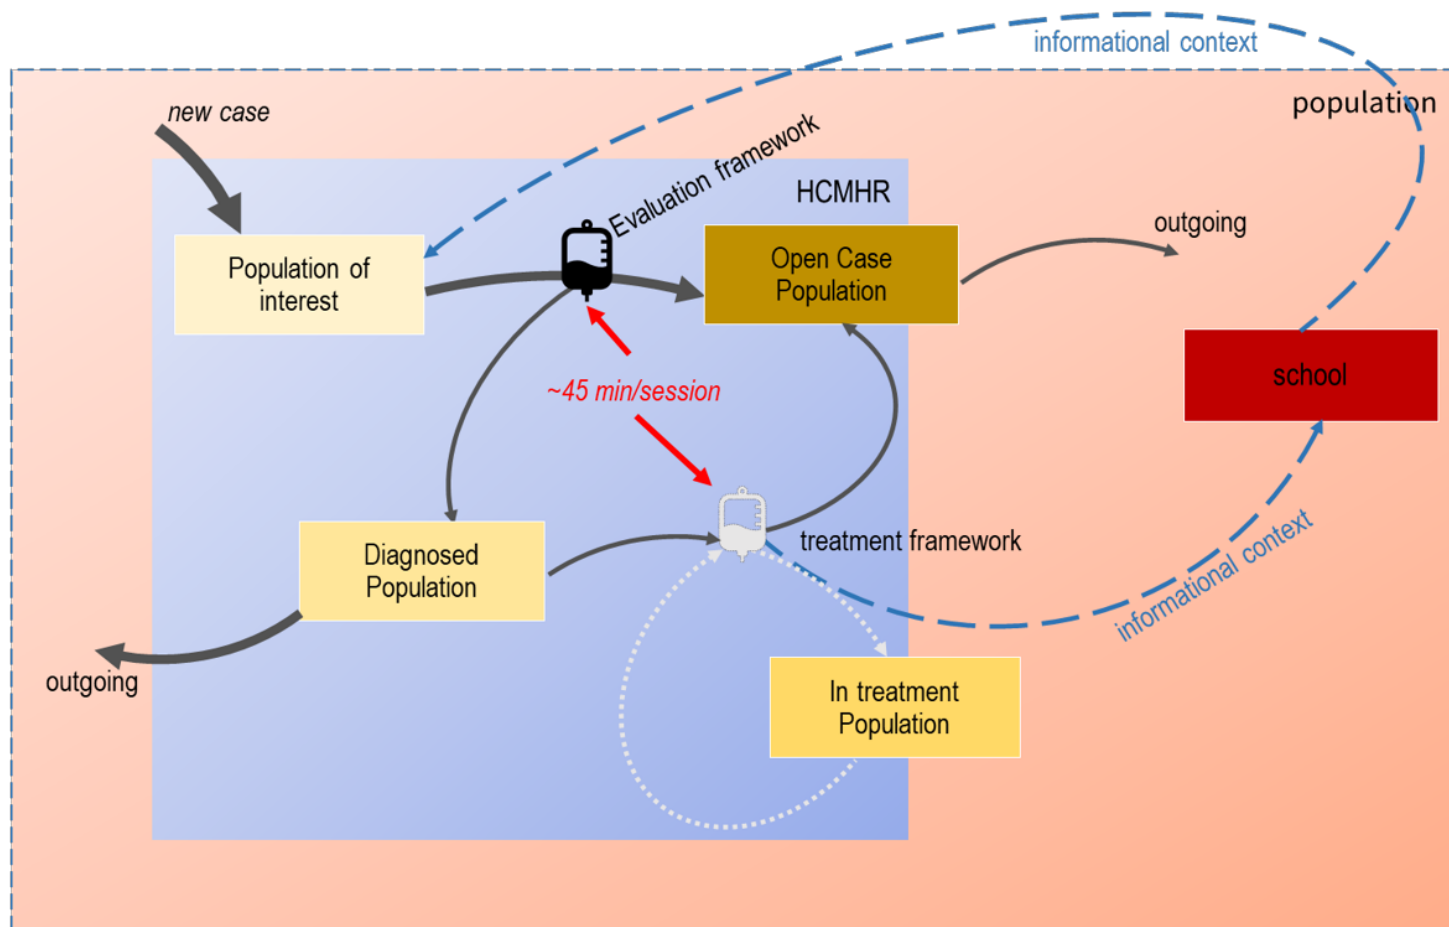 informational context
population
new case
Evaluation framework
HCMHR
Population of
interest
Open Case
Population
outgoing
~45 min/session
school
Diagnosed
Population
treatment framework
informational context
outgoing
In treatment
Population